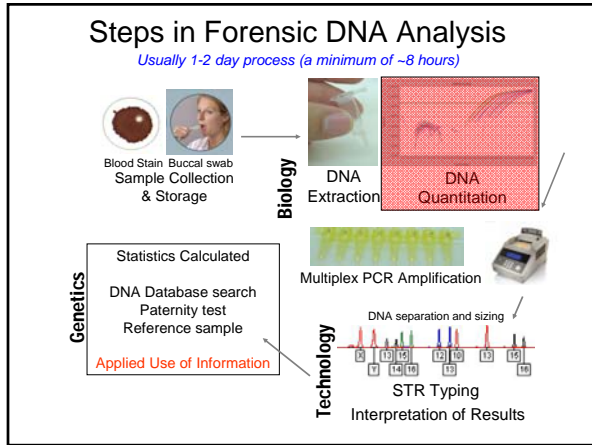 Steps in Forensic DNA Analysis
Usually 1-2 day process (a minimum of ~8 hours)
Blood Stain Buccal swab
Sample Collection
& Storage
Biology
DNA
Extraction
DNA
Quantitation
Multiplex PCR Amplification
DNA separation and sizing
X
13
15
12
10
13
15
Y
14
16
13
16
Technology
STR Typing
Interpretation of Results
Genetics
Statistics Calculated
DNA Database search
Paternity test
Reference sample
Applied Use of Information